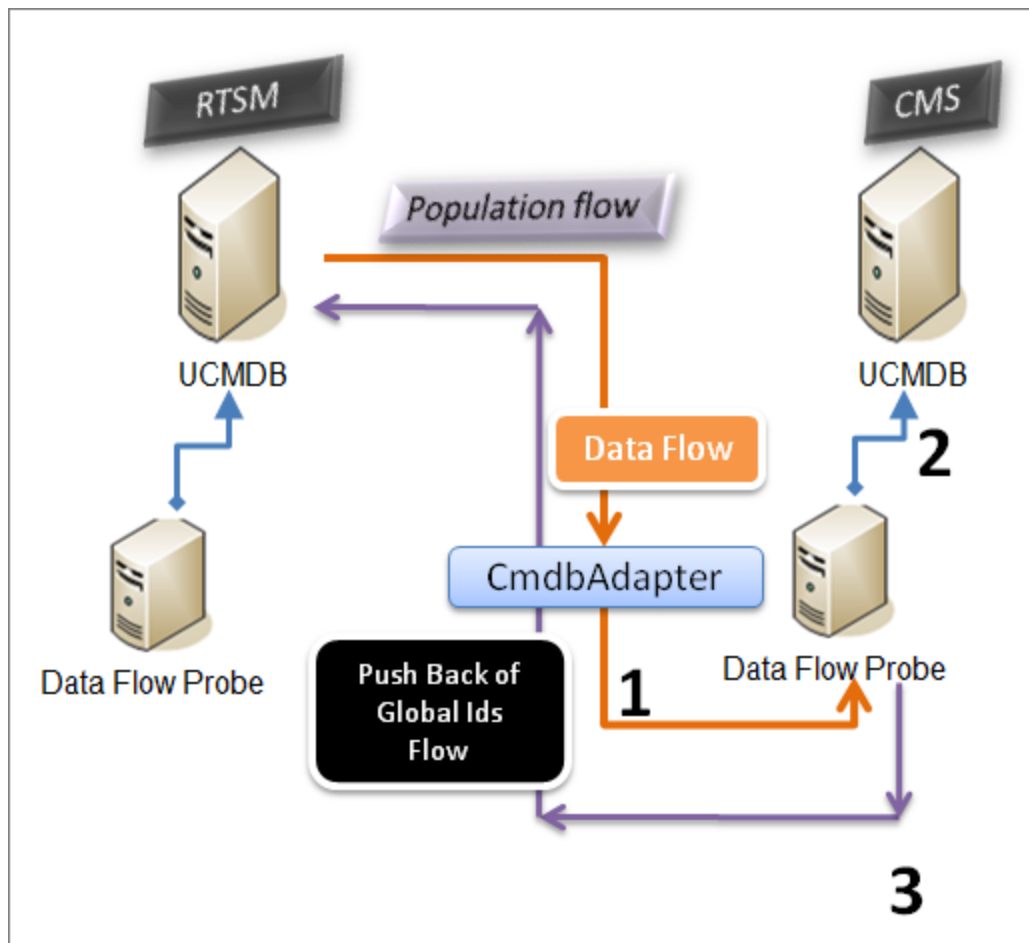 RTSM
CMS
Population flow
UCMDB
UCMDB
Data Flow
2
CmdbAdapter
Data Flow Probe
Push Back of
Global Ids
Flow
1
Data Flow Probe
3